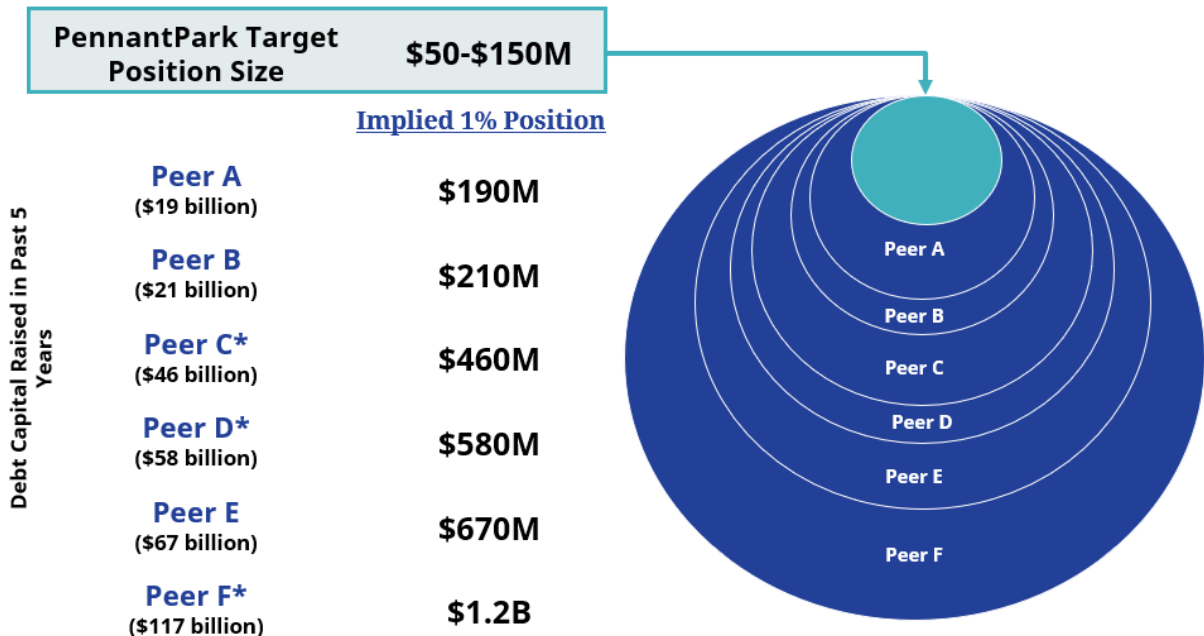 PennantPark Target
Position Size
$50-$150M
Implied 1% Position
Debt Capital Raised in Past 5
Years
Peer A
($19 billion)
$190M
Peer B
($21 billion)
$210M
Peer C*
($46 billion)
$460M
Peer D*
($58 billion)
$580M
Peer E
($67 billion)
$670M
Peer F*
($117 billion)
$1.2B
Peer A
Peer B
Peer C
Peer D
Peer E
Peer F